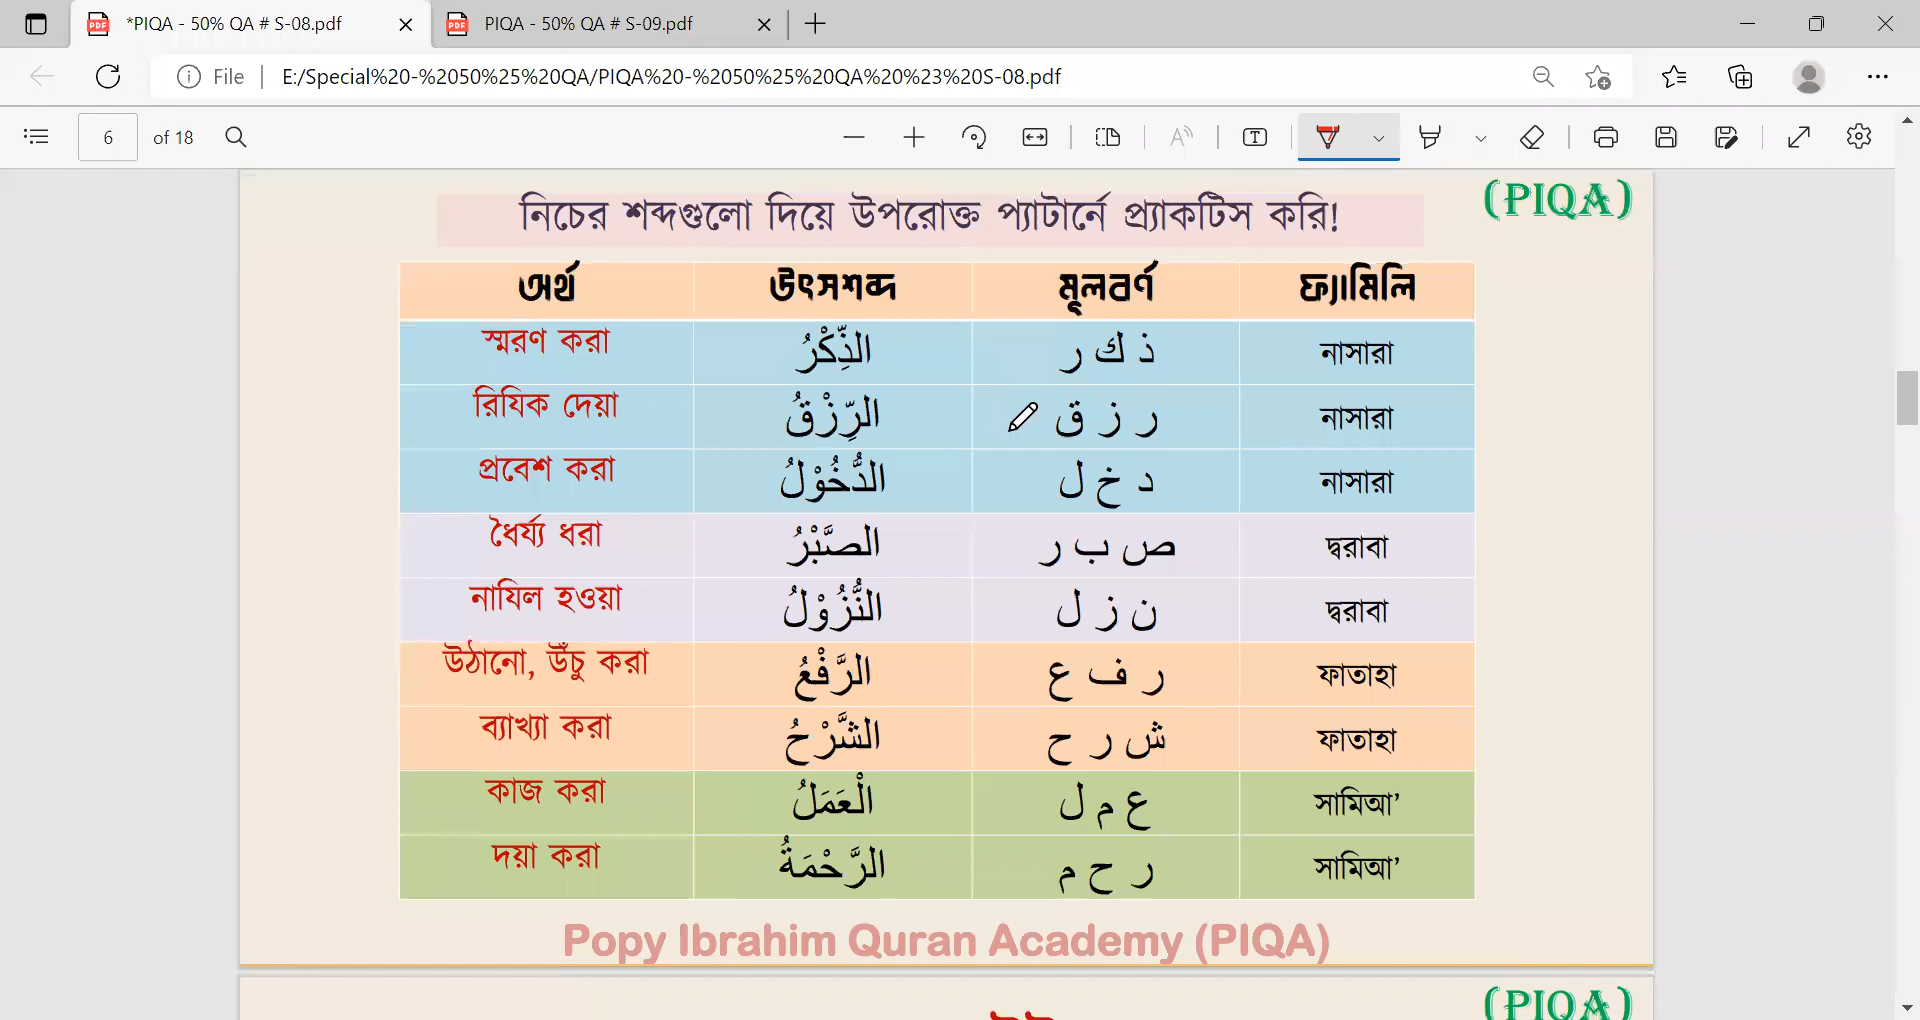 *PIQA - 50% QA # S-08.pdf
PIQA - 50% QA # S-09.pdf
File
E:/Special%20-%2050%25%20QA/PIQA%20-%2050%25%20QA%20%23%20S-08.pdf
6 of 18
(PIQA)
নিচের শব্দগুলো দিয়ে উপরোক্ত প্যাটার্নে প্র্যাকটিস করি!
অর্থ উৎসশব্দ মূলবর্ণ ফ্যামিলি
স্মরণ করা الذِّكْرُ ذ ك ر নাসারা
রিযিক দেয়া الرِّزْقُ ر ز ق নাসারা
প্রবেশ করা الدُّخُوْلُ د خ ل নাসারা
ধৈর্য্য ধরা الصَّبْرُ ص ب ر দ্বরাবা
নাযিল হওয়া النُّزُوْلُ ن ز ل দ্বরাবা
উঠানো, উঁচু করা الرَّفْعُ ر ف ع ফাতাহা
ব্যাখ্যা করা الشَّرْحُ ش ر ح ফাতাহা
কাজ করা الْعَمَلُ ع م ل সামিআ’
দয়া করা الرَّحْمَةُ ر ح م সামিআ’
Popy Ibrahim Quran Academy (PIQA)
(PIQA)